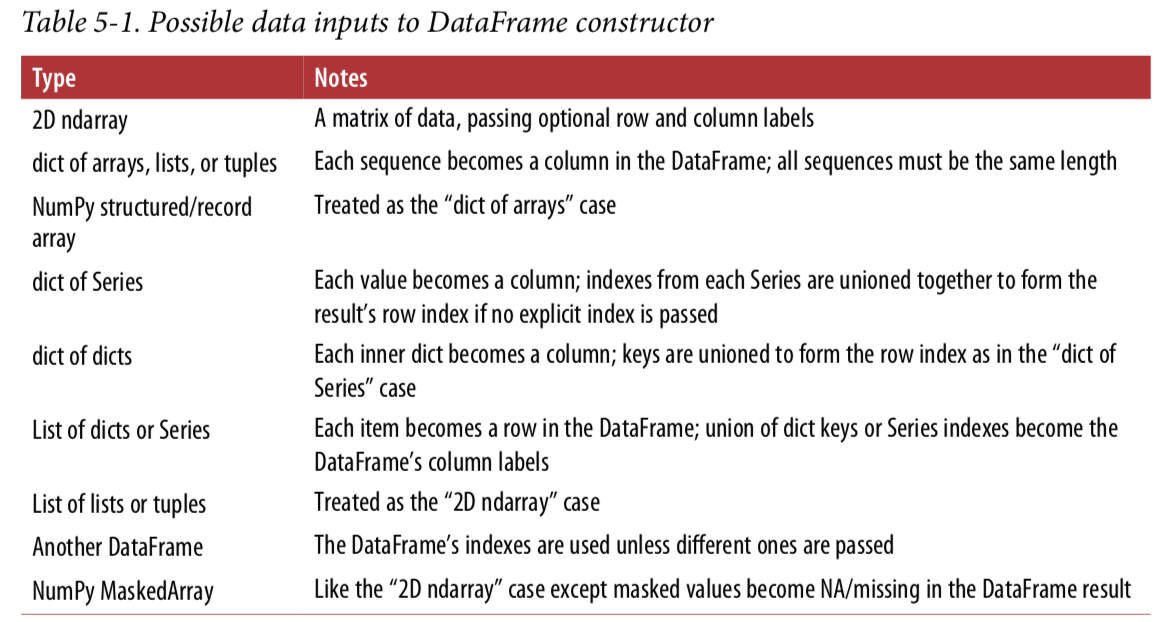 Table 5-1. Possible data inputs to DataFrame constructor
Type Notes
2D ndarray A matrix of data, passing optional row and column labels
dict of arrays, lists, or tuples Each sequence becomes a column in the DataFrame; all sequences must be the same length
NumPy structured/record Treated as the “dict of arrays” case
array
dict of Series Each value becomes a column; indexes from each Series are unioned together to form the
result’s row index if no explicit index is passed
dict of dicts Each inner dict becomes a column; keys are unioned to form the row index as in the “dict of
Series” case
List of dicts or Series Each item becomes a row in the DataFrame; union of dict keys or Series indexes become the
DataFrame’s column labels
List of lists or tuples Treated as the “2D ndarray” case
Another DataFrame The DataFrame’s indexes are used unless different ones are passed
NumPy MaskedArray Like the “2D ndarray” case except masked values become NA/missing in the DataFrame result